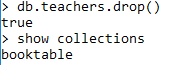 > db.teachers.drop()
true
> show collections
booktable